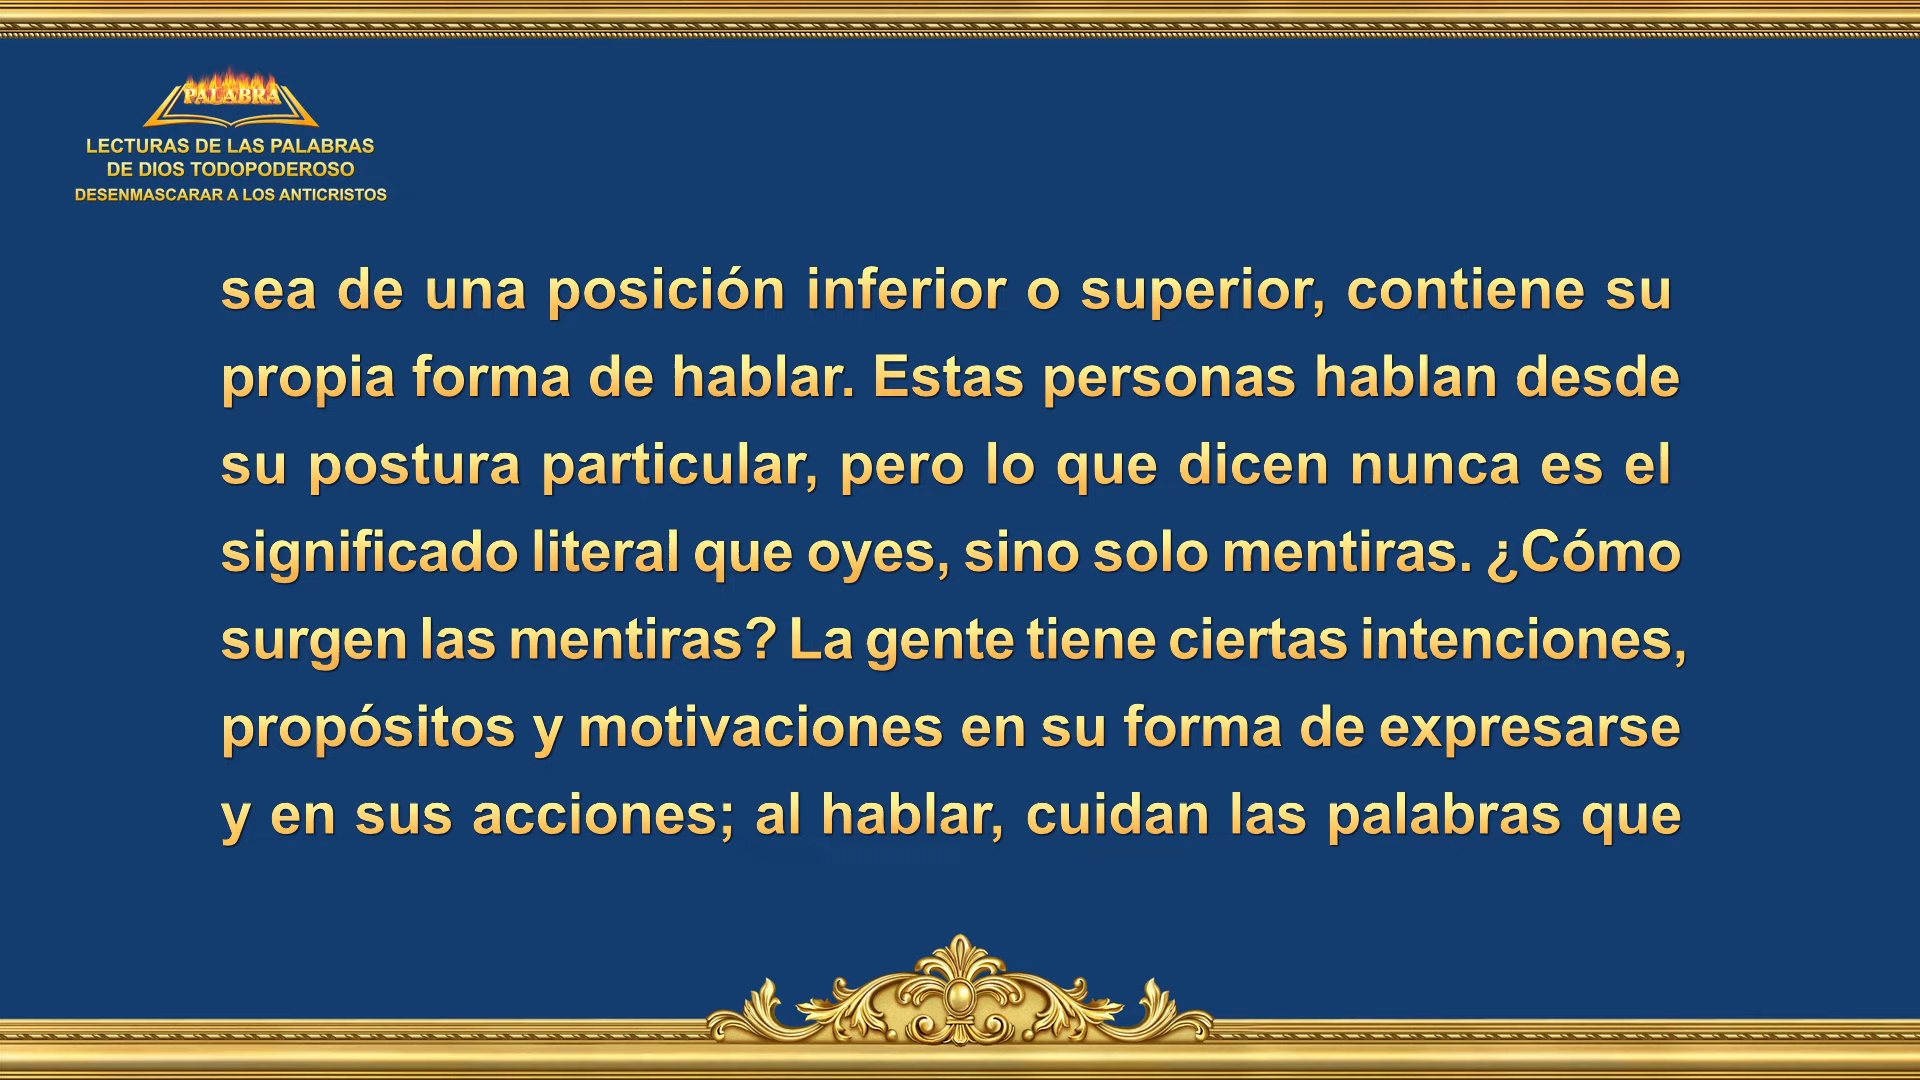 PALABRA
LECTURAS DE LAS PALABRAS
DE DIOS TODOPODEROSO
DESENMASCARAR A LOS ANTICRISTOS
sea de una posición inferior o superior, contiene su
propia forma de hablar. Estas personas hablan desde
su postura particular, pero lo que dicen nunca es el
significado literal que oyes, sino solo mentiras. ¿Cómo
surgen las mentiras? La gente tiene ciertas intenciones,
propósitos y motivaciones en su forma de expresarse
y en sus acciones; al hablar, cuidan las palabras que